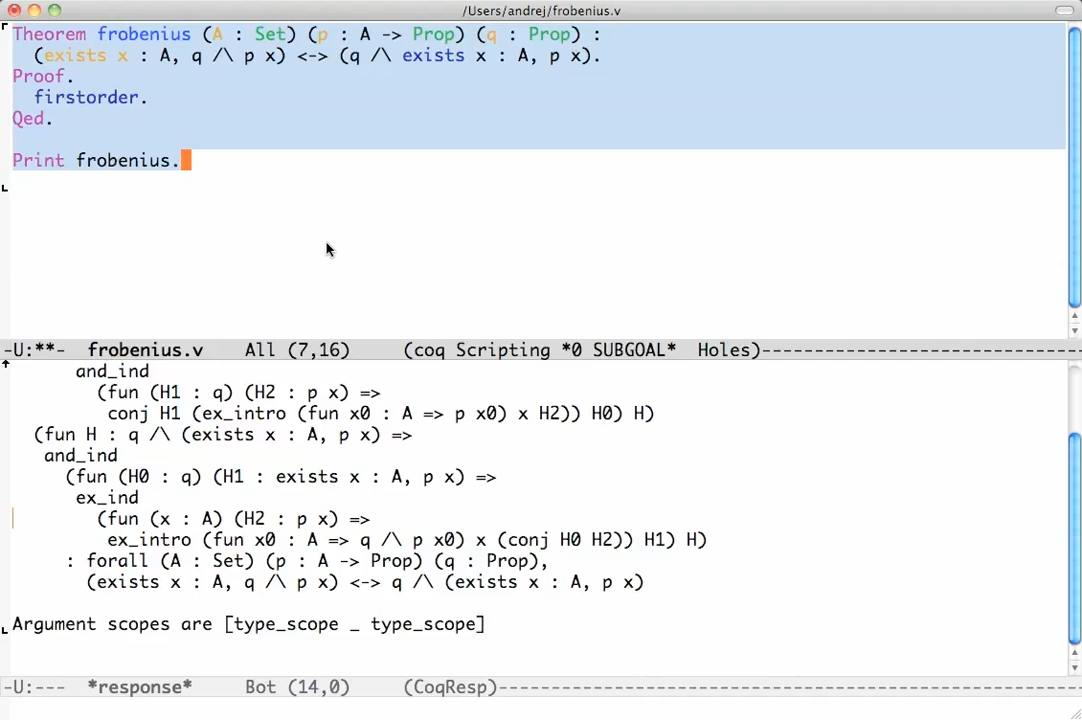 /Users/andrej/frobenius.v
Theorem frobenius (A : Set) (p : A -> Prop) (q : Prop) :
  (exists x : A, q /\ p x) <-> (q /\ exists x : A, p x).
Proof.
  firstorder.
Qed.
Print frobenius.
-U:**-  frobenius.v    All (7,16)     (coq Scripting *0 SUBGOAL*  Holes)------------------------------
      and_ind
        (fun (H1 : q) (H2 : p x) =>
         conj H1 (ex_intro (fun x0 : A => p x0) x H2)) H0) H)
  (fun H : q /\ (exists x : A, p x) =>
   and_ind
     (fun (H0 : q) (H1 : exists x : A, p x) =>
      ex_ind
        (fun (x : A) (H2 : p x) =>
         ex_intro (fun x0 : A => q /\ p x0) x (conj H0 H2)) H1) H)
     : forall (A : Set) (p : A -> Prop) (q : Prop),
       (exists x : A, q /\ p x) <-> q /\ (exists x : A, p x)
Argument scopes are [type_scope _ type_scope]
-U:---  *response*     Bot (14,0)     (CoqResp)-------------------------------------------------------